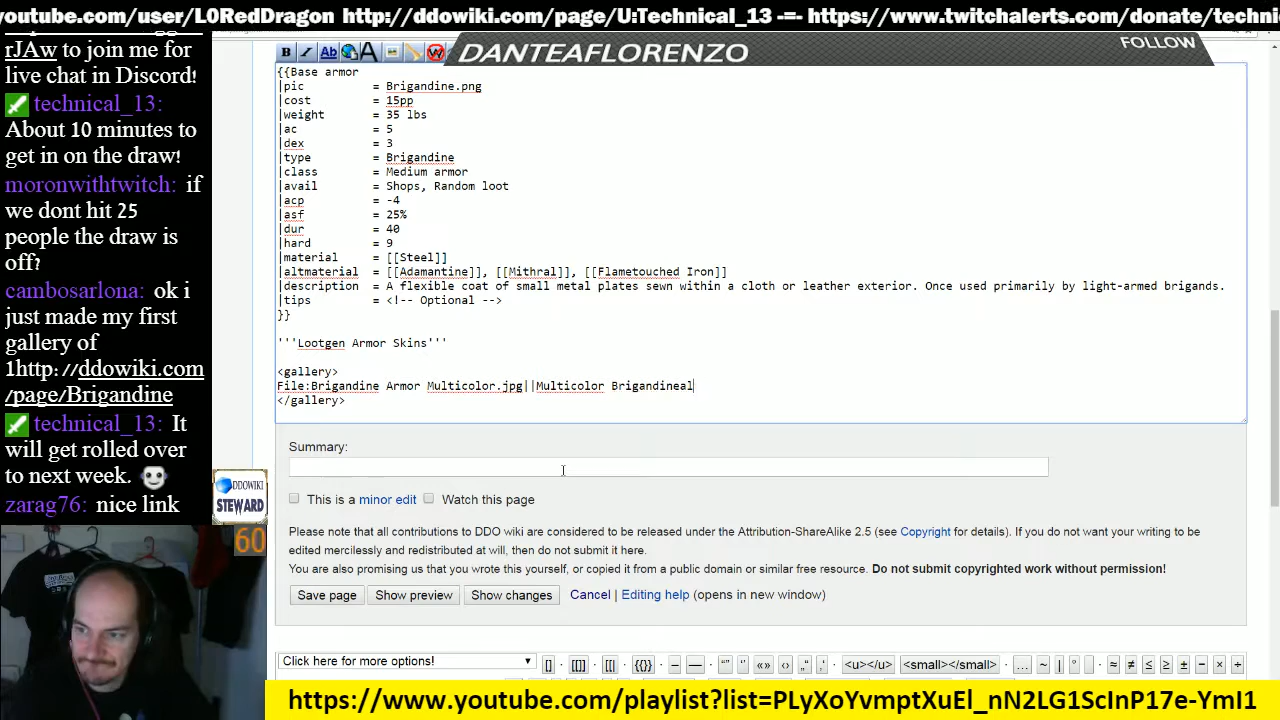 youtube.com/user/L0RedDragon http://ddowiki.com/page/U:Technical_13 -=- https://www.twitchalerts.com/donate/techni
rJAw to join me for
live chat in Discord!
technical_13:
About 10 minutes to
get in on the draw!
moronwithtwitch: if
we dont hit 25
people the draw is
off?
cambosarlona: ok i
just made my first
gallery of
1http://ddowiki.com
/page/Brigandine
technical_13: It
will get rolled over
to next week.
zarag76: nice link
DDOWIKI
STEWARD
60
B I Ab A W
DANTEAFLORENZO
FOLLOW
{{Base armor
|pic = Brigandine.png
|cost = 15pp
|weight = 35 lbs
|ac = 5
|dex = 3
|type = Brigandine
|class = Medium armor
|avail = Shops, Random loot
|acp = -4
|asf = 25%
|dur = 40
|hard = 9
|material = [[Steel]]
|altmaterial = [[Adamantine]], [[Mithral]], [[Flametouched Iron]]
|description = A flexible coat of small metal plates sewn within a cloth or leather exterior. Once used primarily by light-armed brigands.
|tips = <!-- Optional -->
}}
'''Lootgen Armor Skins'''
<gallery>
File:Brigandine Armor Multicolor.jpg||Multicolor Brigandineal
</gallery>
Summary:
This is a minor edit Watch this page
Please note that all contributions to DDO wiki are considered to be released under the Attribution-ShareAlike 2.5 (see Copyright for details). If you do not want your writing to be
edited mercilessly and redistributed at will, then do not submit it here.
You are also promising us that you wrote this yourself, or copied it from a public domain or similar free resource. Do not submit copyrighted work without permission!
Save page Show preview Show changes Cancel | Editing help (opens in new window)
Click here for more options! [] · [[]] · [[| · {{}} · – · — · “” · ‘’ · «» · ‹› · „“ · ‚‘ · <u></u> · <small></small> · … ~ | ° · ≈ ≠ ≤ ≥ ± − × ÷
https://www.youtube.com/playlist?list=PLyXoYvmptXuEl_nN2LG1ScInP17e-YmI1